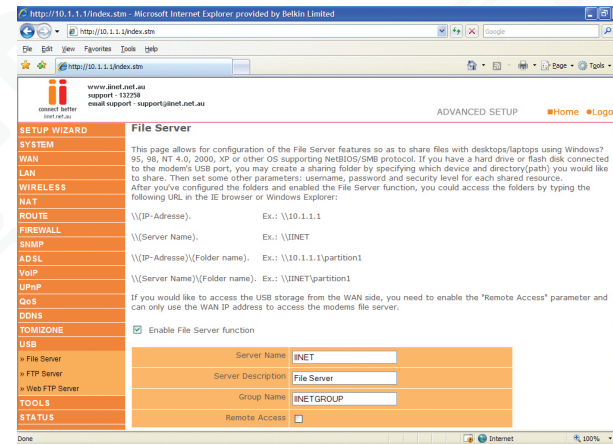 http://10.1.1.1/index.stm - Microsoft Internet Explorer provided by Belkin Limited
http://10.1.1.1/index.stm
Google
File Edit View Favorites Tools Help
http://10.1.1.1/index.stm
Page Tools
connect better
iinet.net.au
www.iinet.net.au
support - 132258
email support - support@iinet.net.au
ADVANCED SETUP
Home Logo
SETUP WIZARD
SYSTEM
WAN
LAN
WIRELESS
NAT
ROUTE
FIREWALL
SNMP
ADSL
VoIP
UPnP
QoS
DDNS
TOMIZONE
USB
» File Server
» FTP Server
» Web FTP Server
TOOLS
STATUS
File Server
This page allows for configuration of the File Server features so as to share files with desktops/laptops using Windows?
95, 98, NT 4.0, 2000, XP or other OS supporting NetBIOS/SMB protocol. If you have a hard drive or flash disk connected
to the modem's USB port, you may create a sharing folder by specifying which device and directory(path) you would like
to share. Then set some other parameters: username, password and security level for each shared resource.
After you've configured the folders and enabled the File Server function, you could access the folders by typing the
following URL in the IE browser or Windows Explorer:
\\(IP-Adresse). Ex.: \\10.1.1.1
\\(Server Name). Ex.: \\IINET
\\(IP-Adresse)\(Folder name). Ex.: \\10.1.1.1\partition1
\\(Server Name)\(Folder name). Ex.: \\IINET\partition1
If you would like to access the USB storage from the WAN side, you need to enable the "Remote Access" parameter and
can only use the WAN IP address to access the modems file server.
Enable File Server function
Server Name IINET
Server Description File Server
Group Name IINETGROUP
Remote Access
Done
Internet
100%